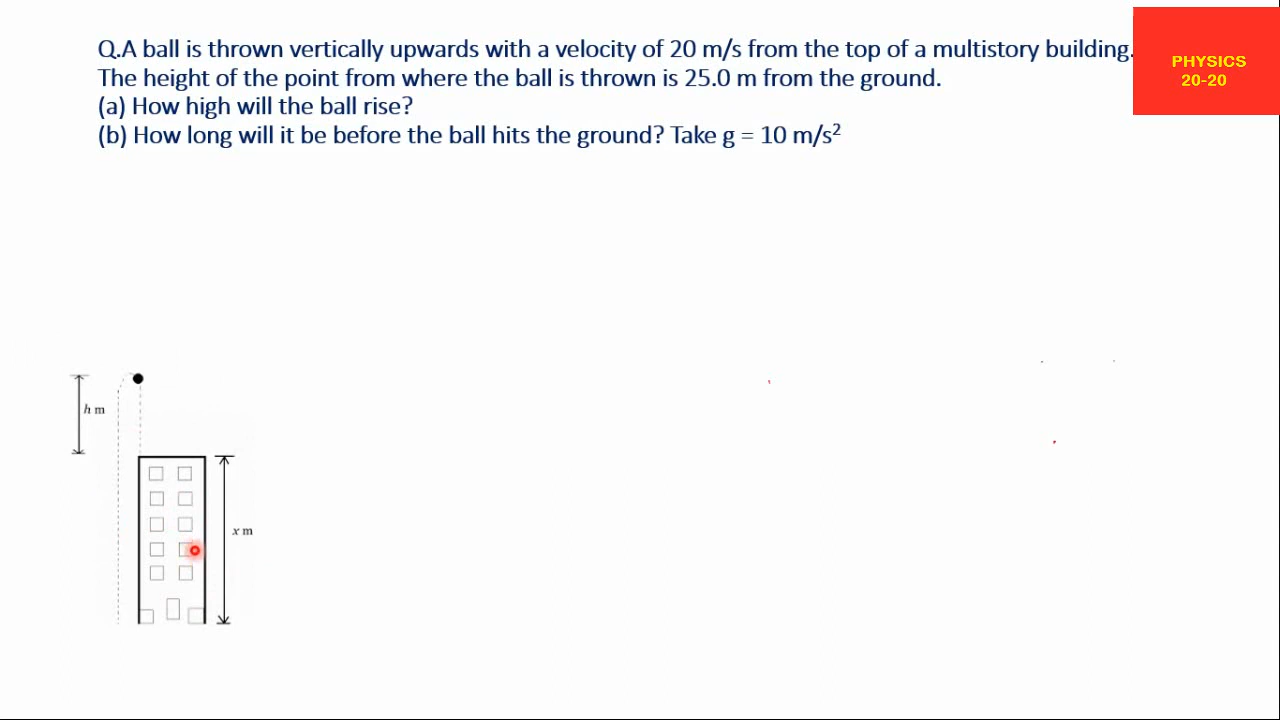 Q.A ball is thrown vertically upwards with a velocity of 20 m/s from the top of a multistory building.
The height of the point from where the ball is thrown is 25.0 m from the ground.
(a) How high will the ball rise?
(b) How long will it be before the ball hits the ground? Take g = 10 m/s²
PHYSICS
20-20
h m
x m